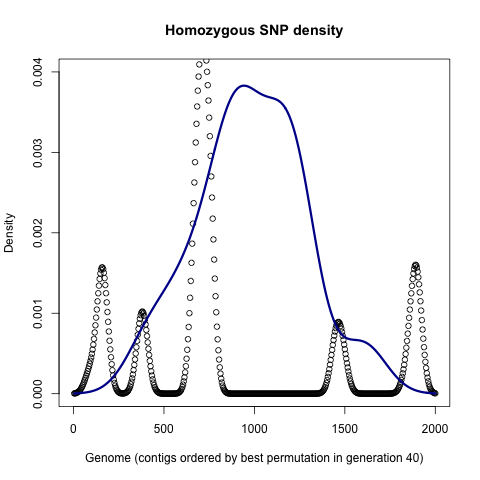 Homozygous SNP density
0.004
0.003
0.002
0.001
0.000
Density
0 500 1000 1500 2000
Genome (contigs ordered by best permutation in generation 40)